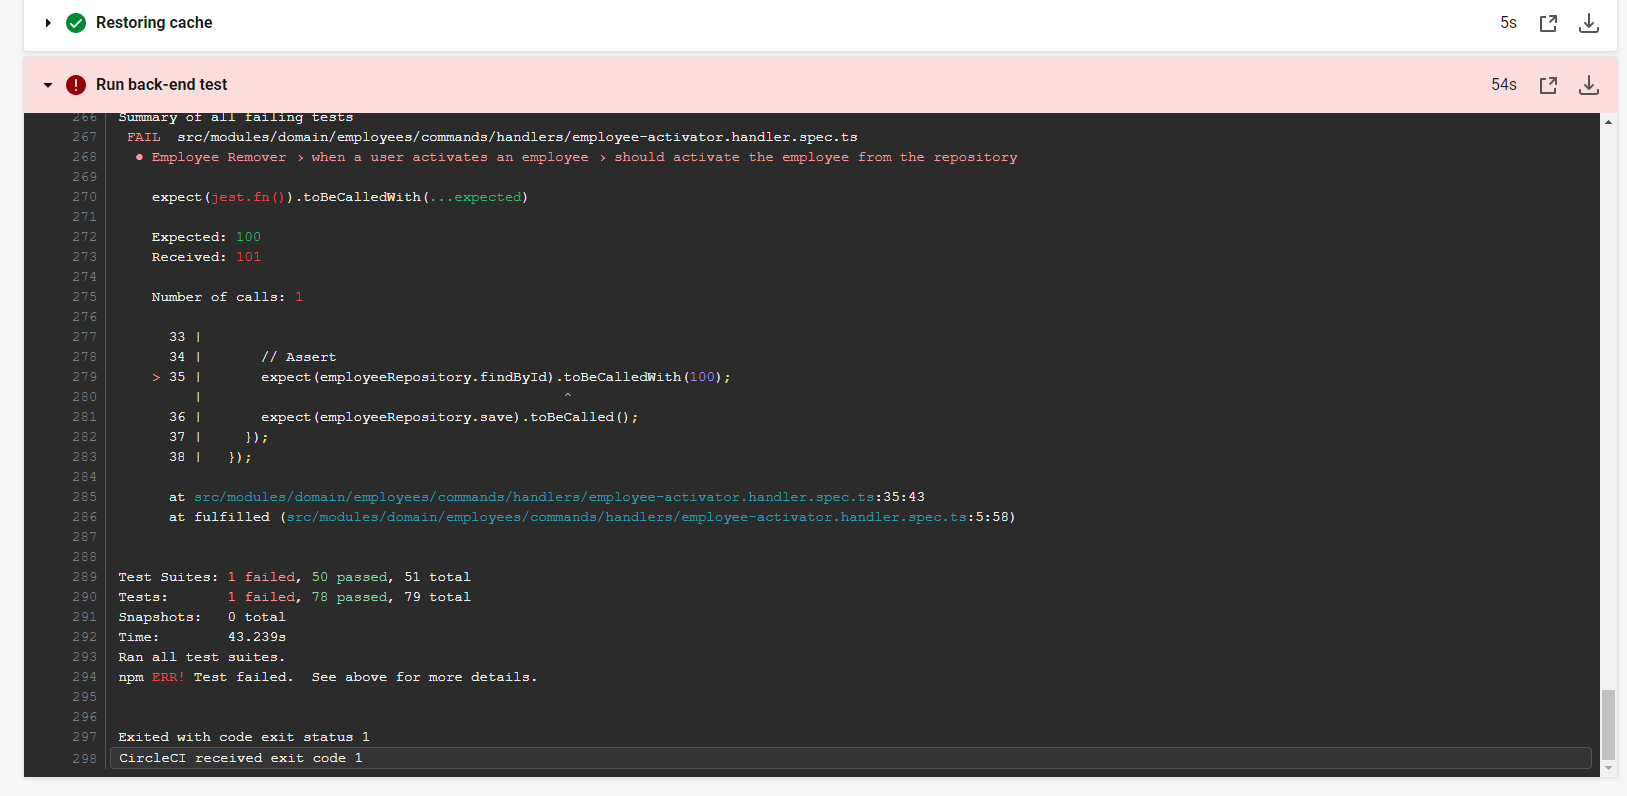 Restoring cache 5s
Run back-end test 54s
266 Summary of all failing tests
267 FAIL src/modules/domain/employees/commands/handlers/employee-activator.handler.spec.ts
268 ● Employee Remover › when a user activates an employee › should activate the employee from the repository
269
270 expect(jest.fn()).toBeCalledWith(...expected)
271
272 Expected: 100
273 Received: 101
274
275 Number of calls: 1
276
277 33 |
278 34 | // Assert
279 > 35 | expect(employeeRepository.findById).toBeCalledWith(100);
280 | ^
281 36 | expect(employeeRepository.save).toBeCalled();
282 37 | });
283 38 | });
284
285 at src/modules/domain/employees/commands/handlers/employee-activator.handler.spec.ts:35:43
286 at fulfilled (src/modules/domain/employees/commands/handlers/employee-activator.handler.spec.ts:5:58)
287
288
289 Test Suites: 1 failed, 50 passed, 51 total
290 Tests: 1 failed, 78 passed, 79 total
291 Snapshots: 0 total
292 Time: 43.239s
293 Ran all test suites.
294 npm ERR! Test failed. See above for more details.
295
296
297 Exited with code exit status 1
298 CircleCI received exit code 1